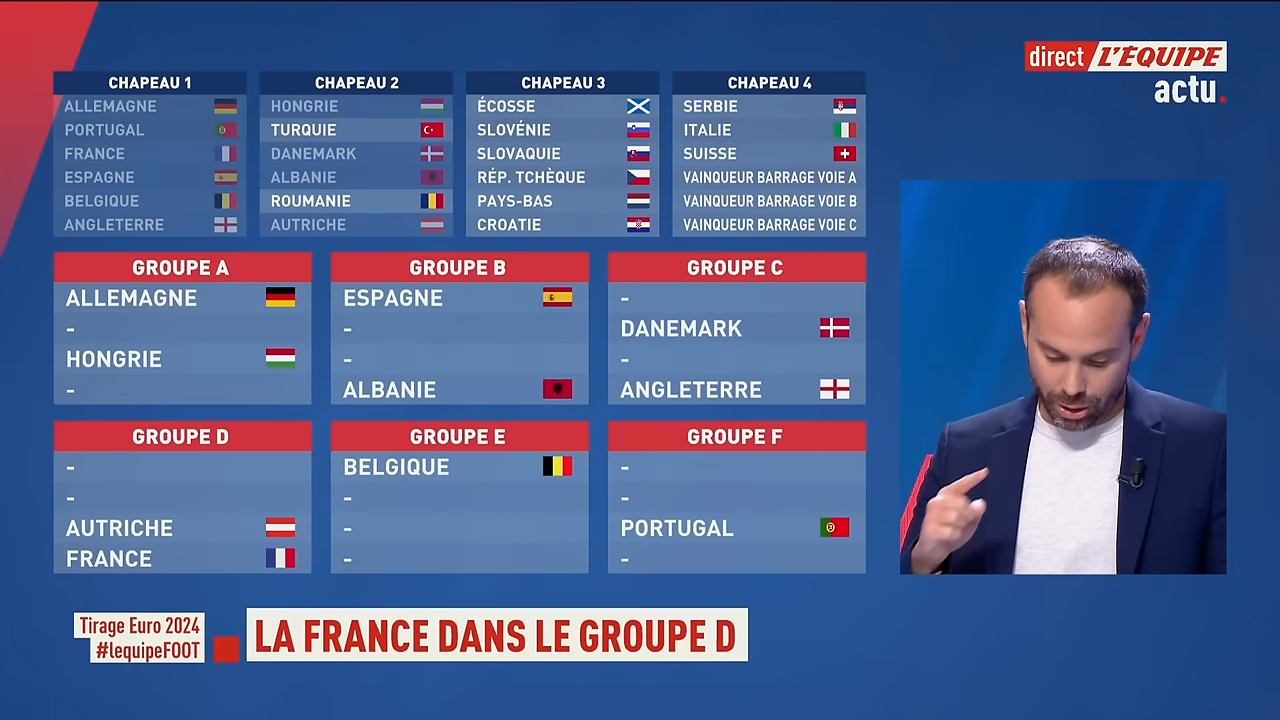 direct L'ÉQUIPE
actu.
CHAPEAU 1
ALLEMAGNE
PORTUGAL
FRANCE
ESPAGNE
BELGIQUE
ANGLETERRE
CHAPEAU 2
HONGRIE
TURQUIE
DANEMARK
ALBANIE
ROUMANIE
AUTRICHE
CHAPEAU 3
ÉCOSSE
SLOVÉNIE
SLOVAQUIE
RÉP. TCHÈQUE
PAYS-BAS
CROATIE
CHAPEAU 4
SERBIE
ITALIE
SUISSE
VAINQUEUR BARRAGE VOIE A
VAINQUEUR BARRAGE VOIE B
VAINQUEUR BARRAGE VOIE C
GROUPE A
ALLEMAGNE
-
HONGRIE
-
GROUPE B
ESPAGNE
-
-
ALBANIE
GROUPE C
-
DANEMARK
-
ANGLETERRE
GROUPE D
-
-
AUTRICHE
FRANCE
GROUPE E
BELGIQUE
-
-
-
GROUPE F
-
-
PORTUGAL
-
Tirage Euro 2024
#lequipeFOOT
LA FRANCE DANS LE GROUPE D